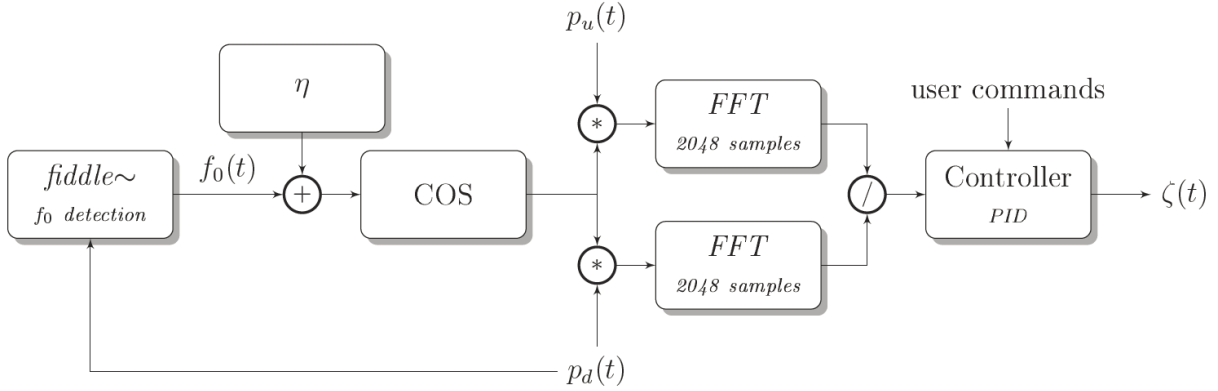 p_u(t)
η
FFT
2048 samples
user commands
*
fiddle~
f_0 detection
f_0(t)
+
COS
/
Controller
PID
ζ(t)
*
FFT
2048 samples
p_d(t)